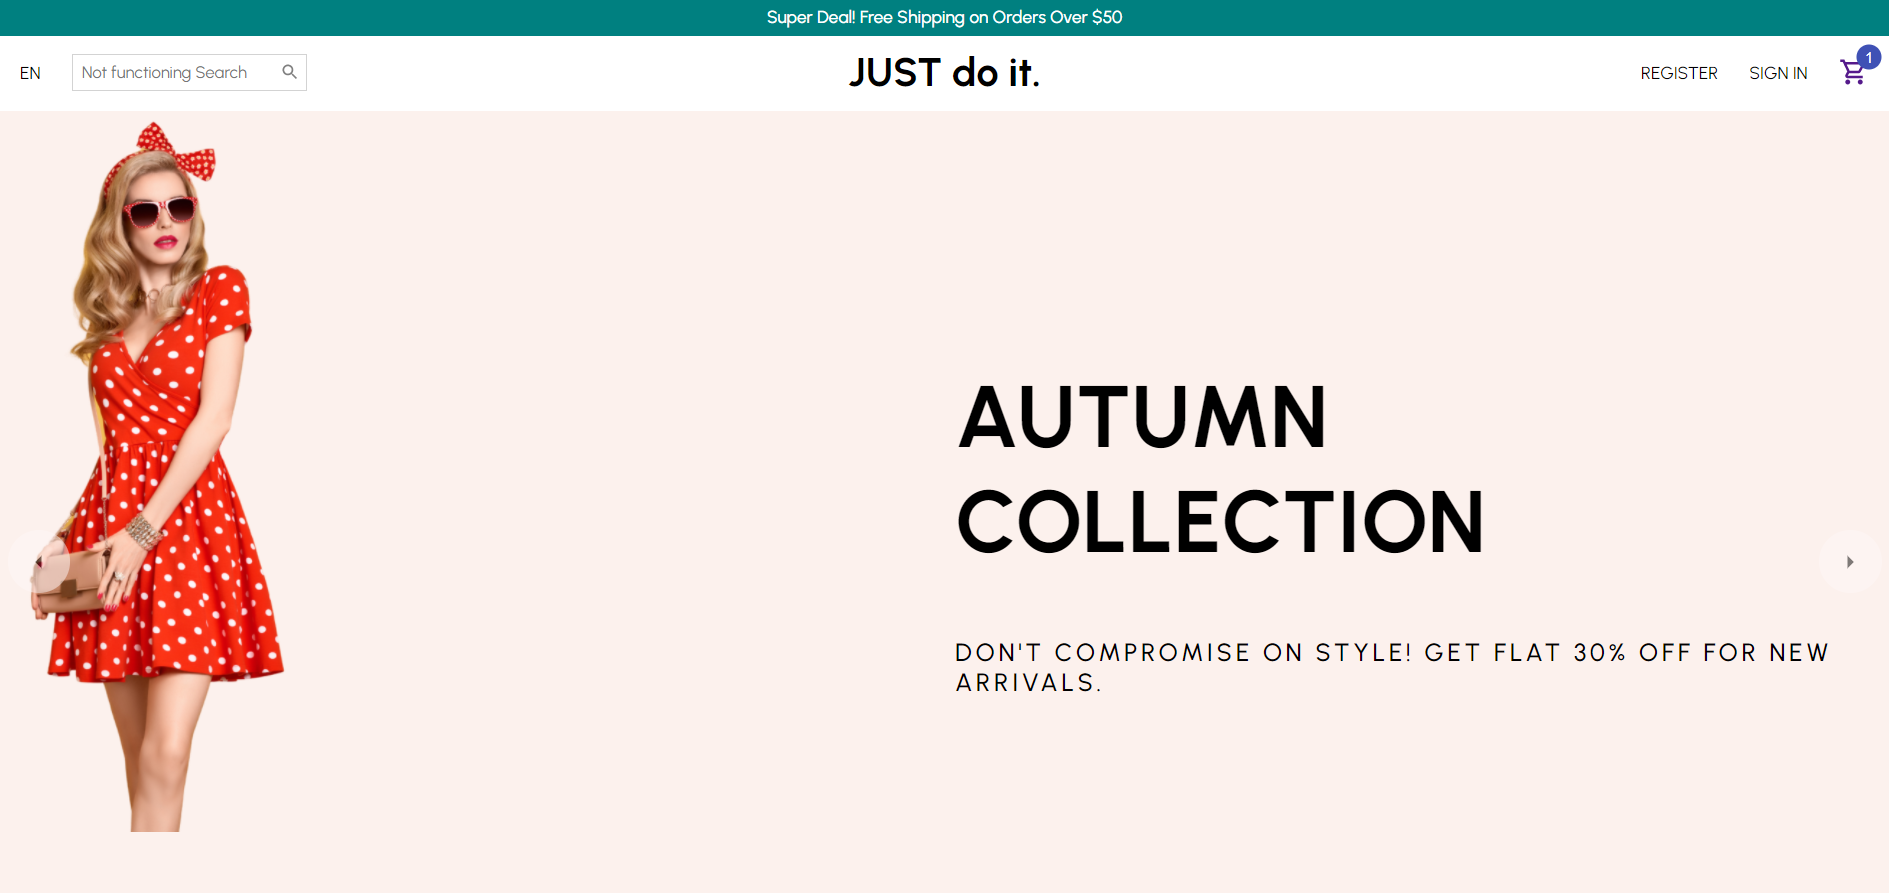 Super Deal! Free Shipping on Orders Over $50
EN
Not functioning Search
JUST do it.
REGISTER
SIGN IN
1
AUTUMN
COLLECTION
DON'T COMPROMISE ON STYLE! GET FLAT 30% OFF FOR NEW
ARRIVALS.